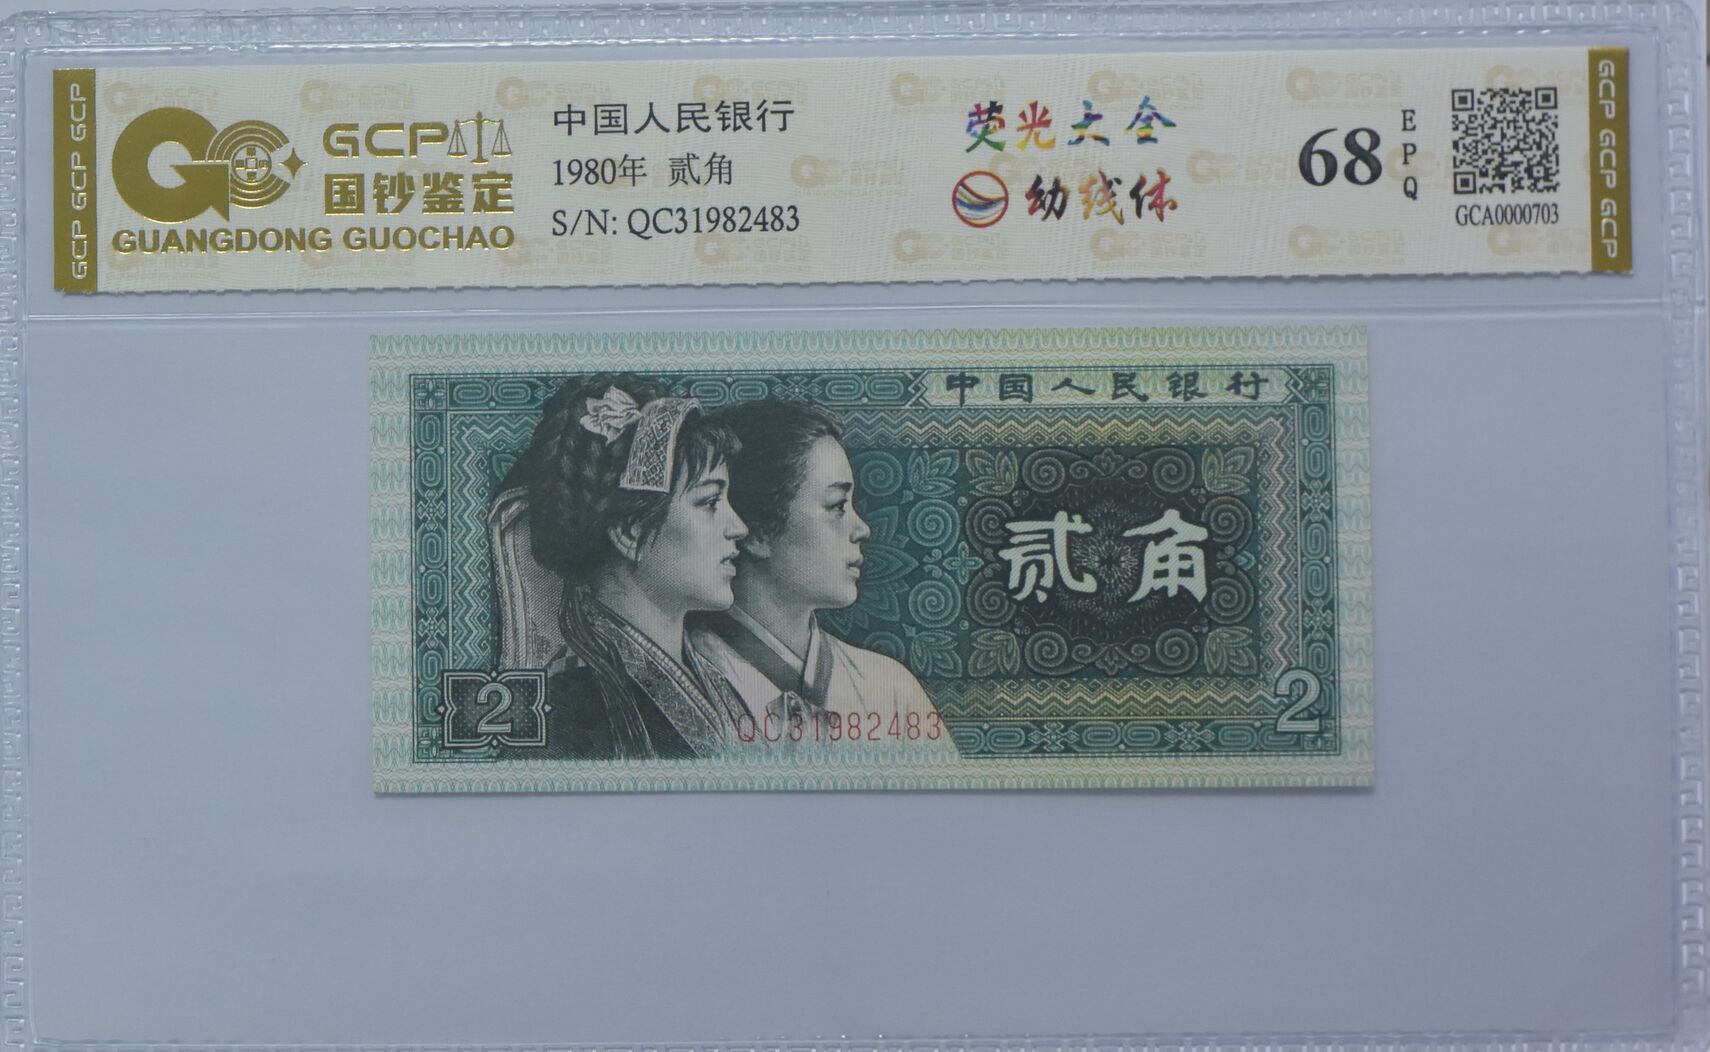 GCP GCP GCP
GCP
国钞鉴定
GUANGDONG GUOCHAO
中国人民银行
1980年 贰角
S/N: QC31982483
荧光大全
幼线体
68
EPQ
GCA0000703
GCP GCP GCP
中国人民银行
贰角
2
2
QC31982483